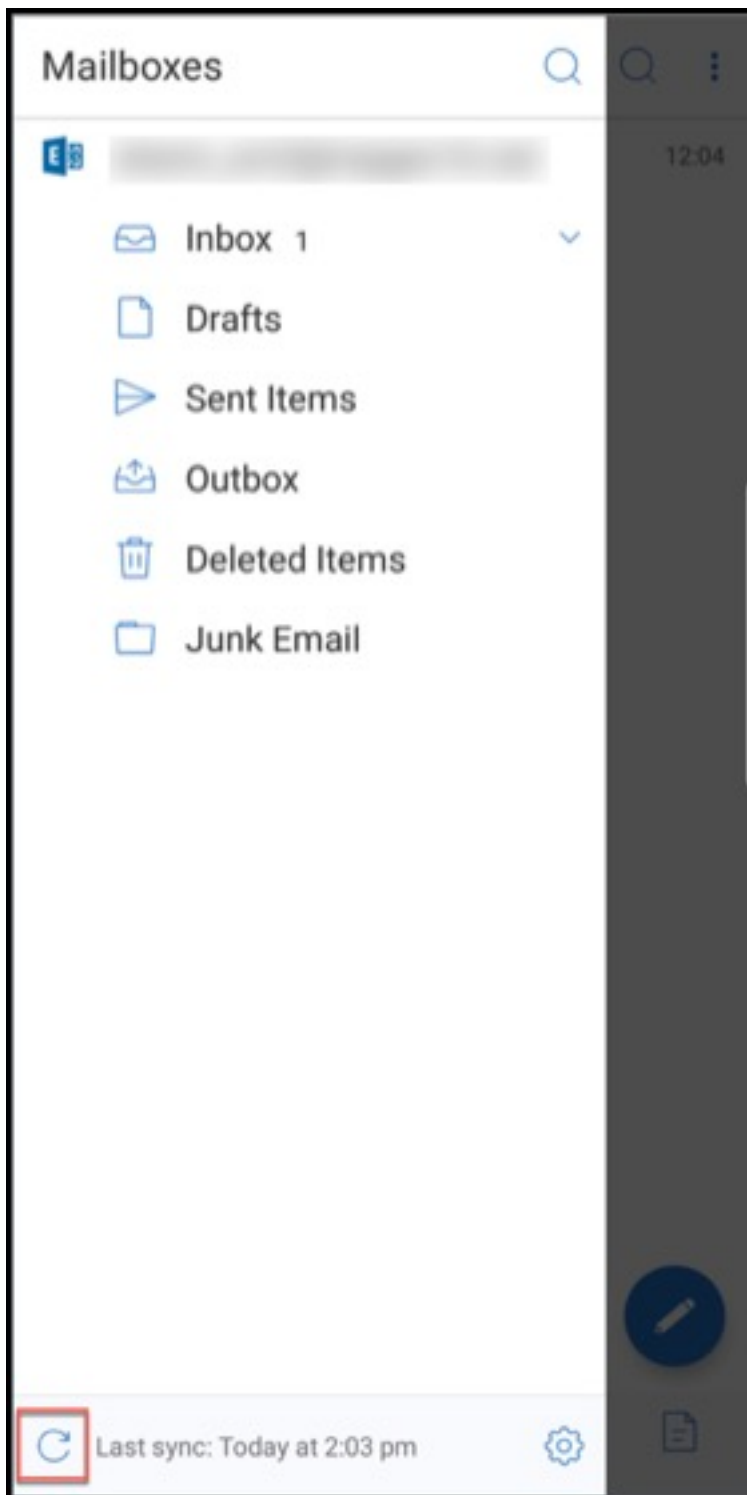 Mailboxes
12:04
Inbox 1
Drafts
Sent Items
Outbox
Deleted Items
Junk Email
Last sync: Today at 2:03 pm